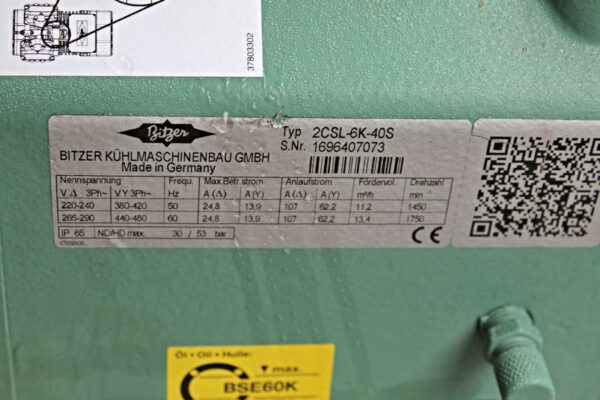 37803302
Bitzer
Typ 2CSL-6K-40S
S.Nr. 1696407073
BITZER KÜHLMASCHINENBAU GMBH
Made in Germany
Nennspannung Frequ. Max.Betr.strom Anlaufstrom Fördervol. Drehzahl
V Δ 3Ph~ VY 3Ph~ Hz A (Δ) A (Y) A (Δ) A (Y) m³/h min⁻¹
220-240 380-420 50 24,8 13,9 107 62,2 11,2 1450
265-290 440-480 60 24,8 13,9 107 62,2 13,4 1750
IP 65 ND/HD max. 30 / 53 bar
CE
Öl • Oil • Huile:
max.
BSE60K